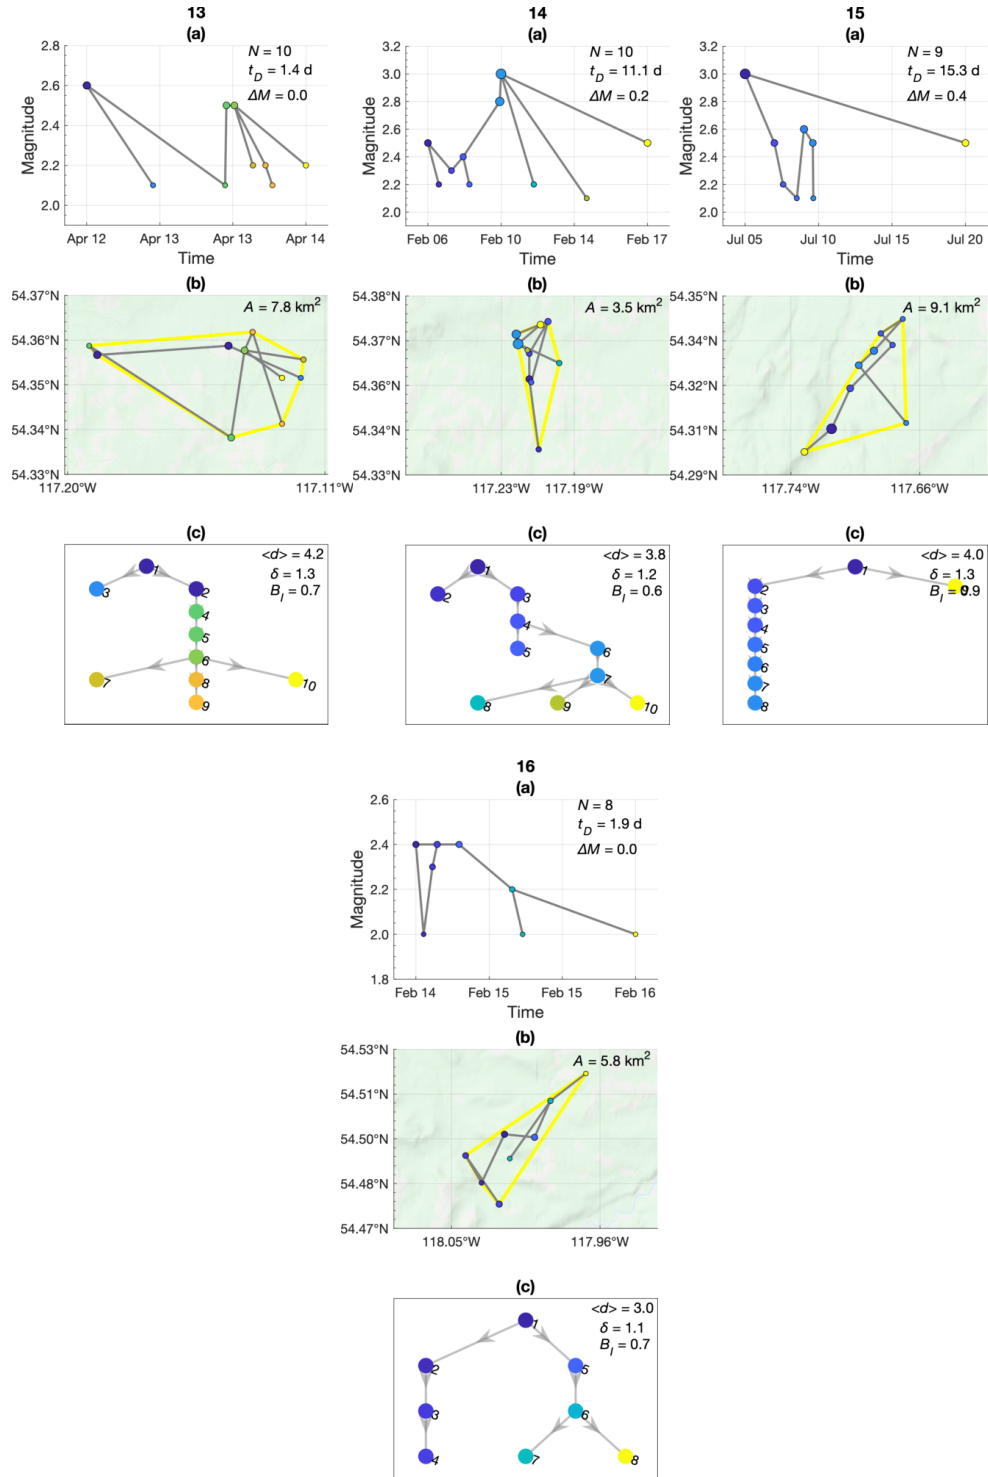 13
(a)
2.8
2.6
2.4
2.2
2.0
Magnitude
N = 10
t_D = 1.4 d
ΔM = 0.0
Apr 12
Apr 13
Apr 13
Apr 14
Time
14
(a)
3.2
3.0
2.8
2.6
2.4
2.2
2.0
Magnitude
N = 10
t_D = 11.1 d
ΔM = 0.2
Feb 06
Feb 10
Feb 14
Feb 17
Time
15
(a)
3.2
3.0
2.8
2.6
2.4
2.2
2.0
Magnitude
N = 9
t_D = 15.3 d
ΔM = 0.4
Jul 05
Jul 10
Jul 15
Jul 20
Time
(b)
A = 7.8 km²
54.37°N
54.36°N
54.35°N
54.34°N
54.33°N
117.20°W
117.11°W
(b)
A = 3.5 km²
54.38°N
54.37°N
54.36°N
54.34°N
54.33°N
117.23°W
117.19°W
(b)
A = 9.1 km²
54.35°N
54.34°N
54.32°N
54.31°N
54.29°N
117.74°W
117.66°W
(c)
<d> = 4.2
δ = 1.3
B_I = 0.7
1
3
2
4
5
6
7
8
10
9
(c)
<d> = 3.8
δ = 1.2
B_I = 0.6
1
2
3
4
5
6
7
8
9
10
(c)
<d> = 4.0
δ = 1.3
B_I = 0.9
1
2
9
3
4
5
6
7
8
16
(a)
2.6
2.4
2.2
2.0
1.8
Magnitude
N = 8
t_D = 1.9 d
ΔM = 0.0
Feb 14
Feb 15
Feb 15
Feb 16
Time
(b)
A = 5.8 km²
54.53°N
54.51°N
54.50°N
54.48°N
54.47°N
118.05°W
117.96°W
(c)
<d> = 3.0
δ = 1.1
B_I = 0.7
1
2
5
3
6
4
7
8